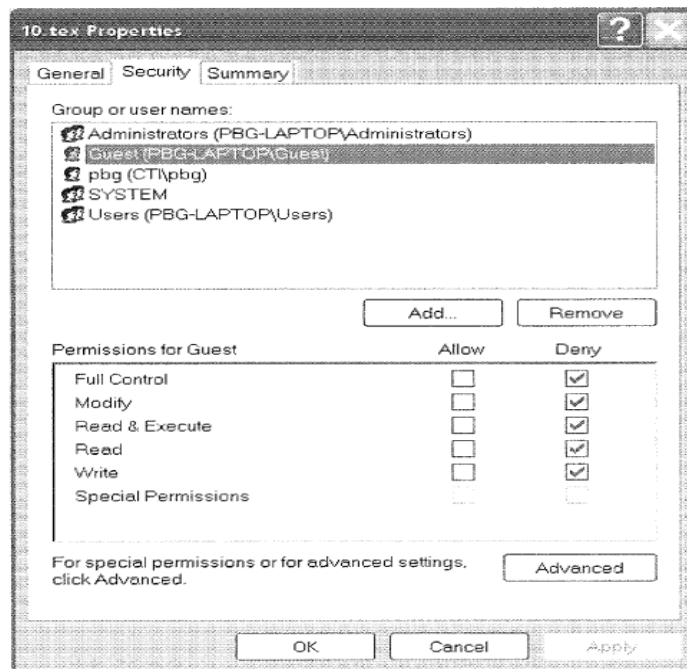 10.tex Properties
General Security Summary
Group or user names:
Administrators (PBG-LAPTOP\Administrators)
Guest (PBG-LAPTOP\Guest)
pbg (CTI\pbg)
SYSTEM
Users (PBG-LAPTOP\Users)
Add... Remove
Permissions for Guest Allow Deny
Full Control
Modify
Read & Execute
Read
Write
Special Permissions
For special permissions or for advanced settings,
click Advanced.
Advanced
OK Cancel Apply